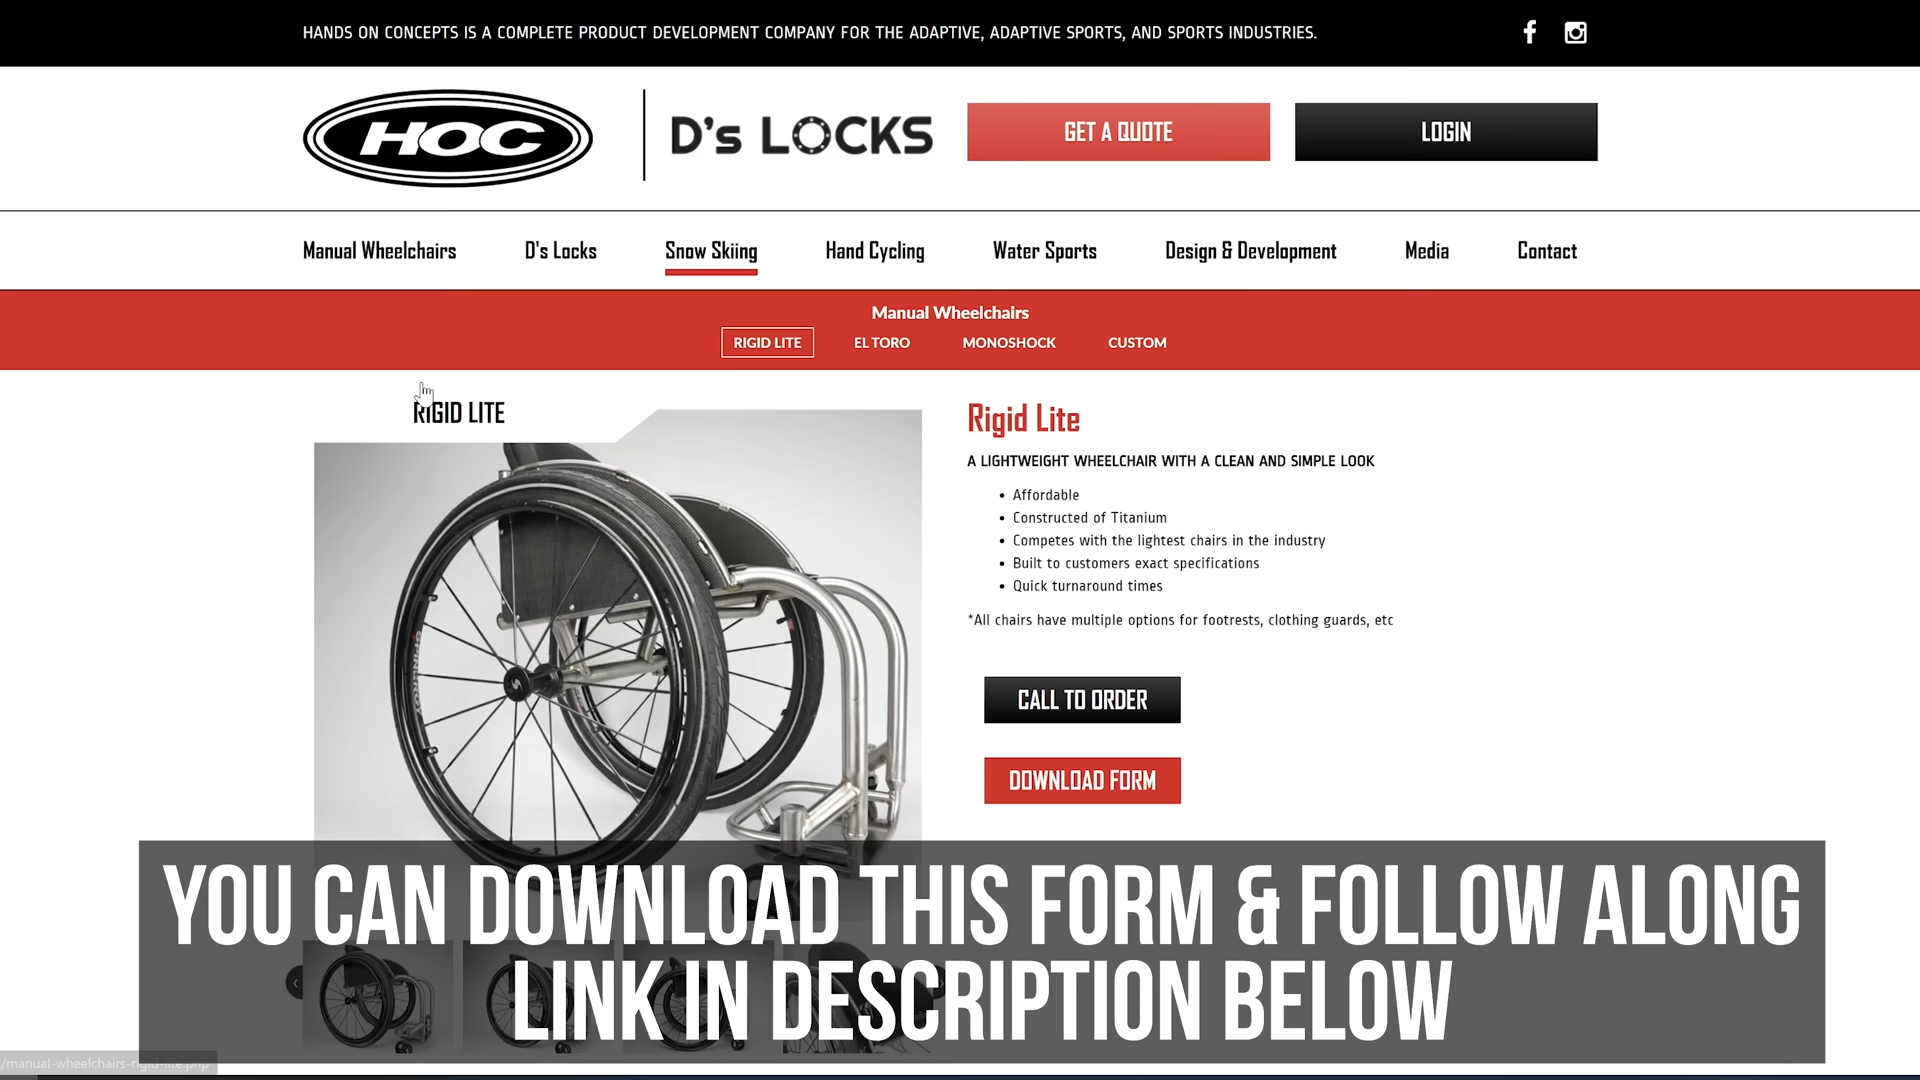 HANDS ON CONCEPTS IS A COMPLETE PRODUCT DEVELOPMENT COMPANY FOR THE ADAPTIVE, ADAPTIVE SPORTS, AND SPORTS INDUSTRIES.
HOC
D's LOCKS
GET A QUOTE
LOGIN
Manual Wheelchairs
D's Locks
Snow Skiing
Hand Cycling
Water Sports
Design & Development
Media
Contact
Manual Wheelchairs
RIGID LITE
EL TORO
MONOSHOCK
CUSTOM
RIGID LITE
Rigid Lite
A LIGHTWEIGHT WHEELCHAIR WITH A CLEAN AND SIMPLE LOOK
• Affordable
• Constructed of Titanium
• Competes with the lightest chairs in the industry
• Built to customers exact specifications
• Quick turnaround times
*All chairs have multiple options for footrests, clothing guards, etc
CALL TO ORDER
DOWNLOAD FORM
YOU CAN DOWNLOAD THIS FORM & FOLLOW ALONG
LINK IN DESCRIPTION BELOW
/manual-wheelchairs-rigid-lite.php